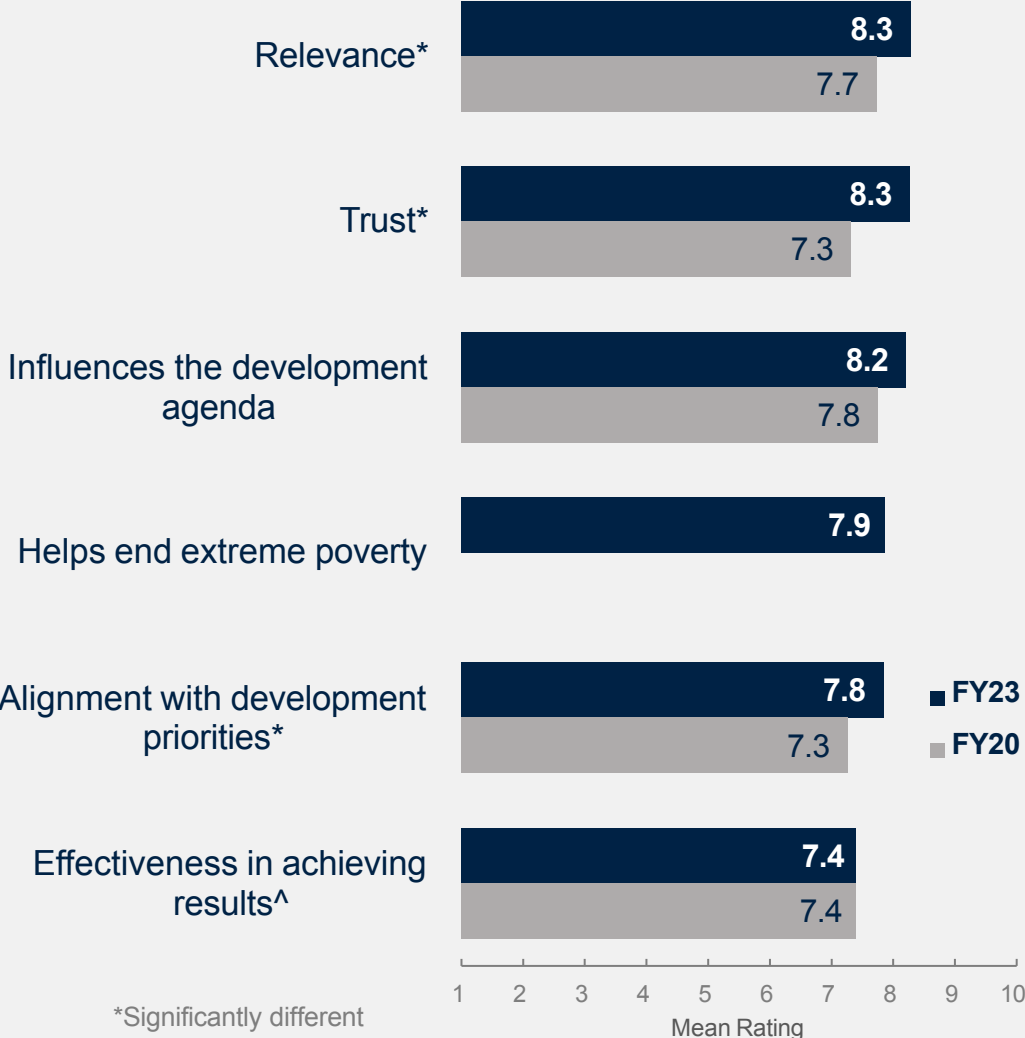 Relevance*
8.3
7.7
Trust*
8.3
7.3
Influences the development
agenda
8.2
7.8
Helps end extreme poverty
7.9
Alignment with development
priorities*
7.8
7.3
FY23
FY20
Effectiveness in achieving
results^
7.4
7.4
1 2 3 4 5 6 7 8 9 10
*Significantly different
Mean Rating